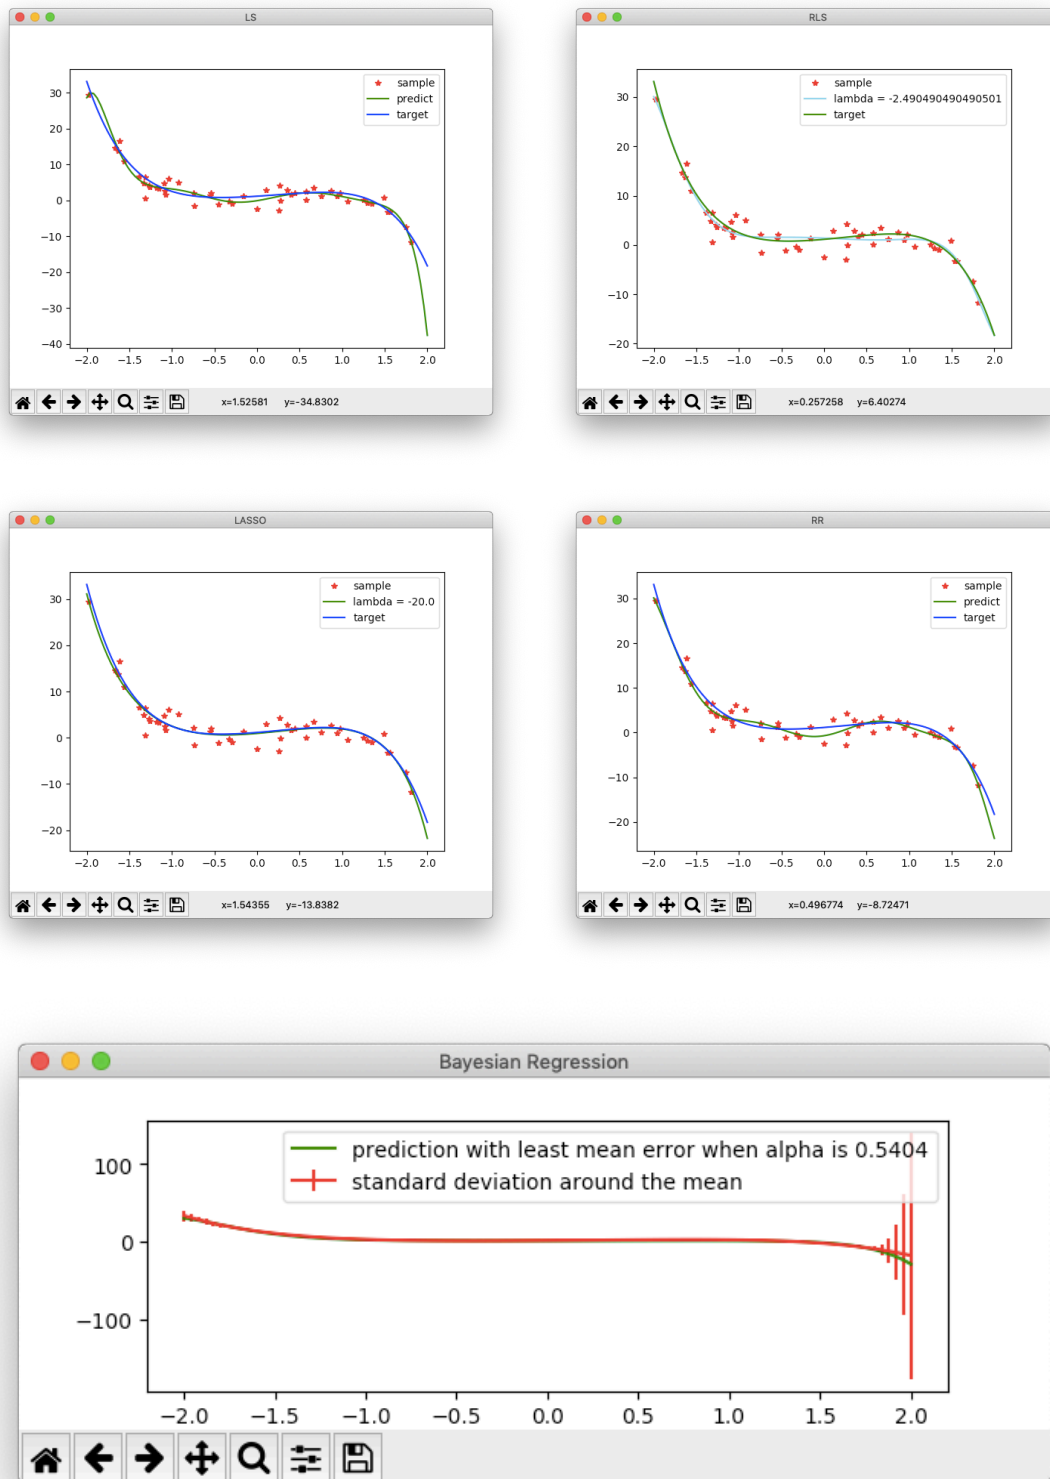 LS
sample
predict
target
30
20
10
0
−10
−20
−30
−40
−2.0 −1.5 −1.0 −0.5 0.0 0.5 1.0 1.5 2.0
x=1.52581 y=-34.8302
RLS
sample
lambda = -2.490490490490501
target
30
20
10
0
−10
−20
−2.0 −1.5 −1.0 −0.5 0.0 0.5 1.0 1.5 2.0
x=0.257258 y=6.40274
LASSO
sample
lambda = -20.0
target
30
20
10
0
−10
−20
−2.0 −1.5 −1.0 −0.5 0.0 0.5 1.0 1.5 2.0
x=1.54355 y=-13.8382
RR
sample
predict
target
30
20
10
0
−10
−20
−2.0 −1.5 −1.0 −0.5 0.0 0.5 1.0 1.5 2.0
x=0.496774 y=-8.72471
Bayesian Regression
prediction with least mean error when alpha is 0.5404
standard deviation around the mean
100
0
−100
−2.0 −1.5 −1.0 −0.5 0.0 0.5 1.0 1.5 2.0